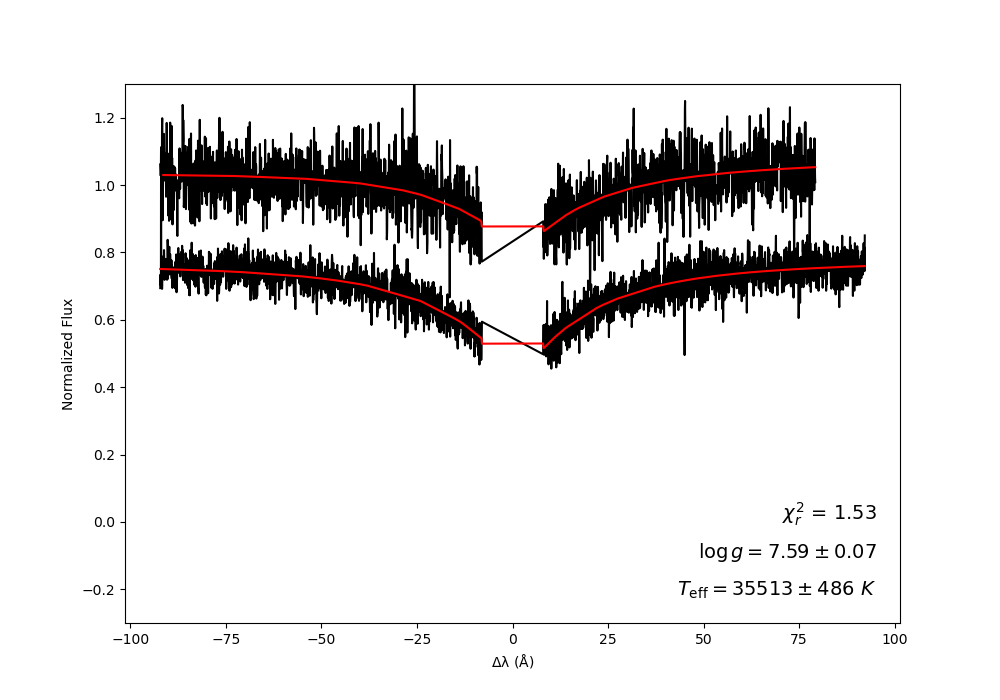 1.2
1.0
0.8
0.6
0.4
0.2
0.0
−0.2
Normalized Flux
χ²ᵣ = 1.53
log g = 7.59 ± 0.07
T_eff = 35513 ± 486 K
−100 −75 −50 −25 0 25 50 75 100
Δλ (Å)